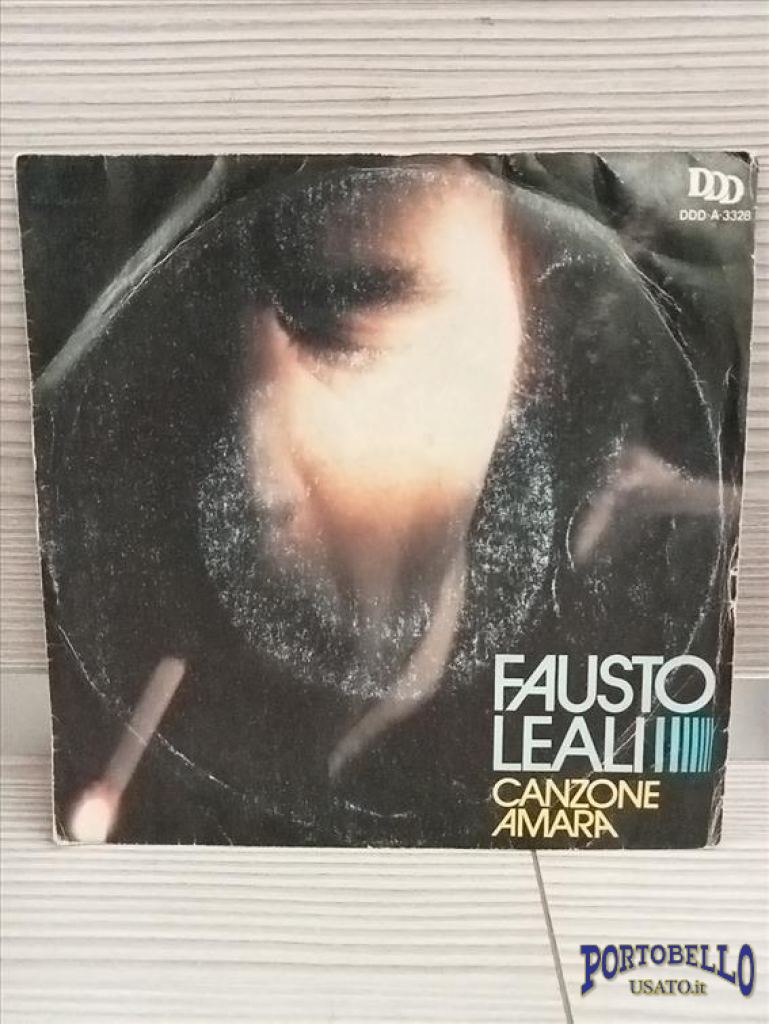 DDD
DDD-A-3328
FAUSTO
LEALI
CANZONE
AMARA
PORTOBELLO
USATO.it